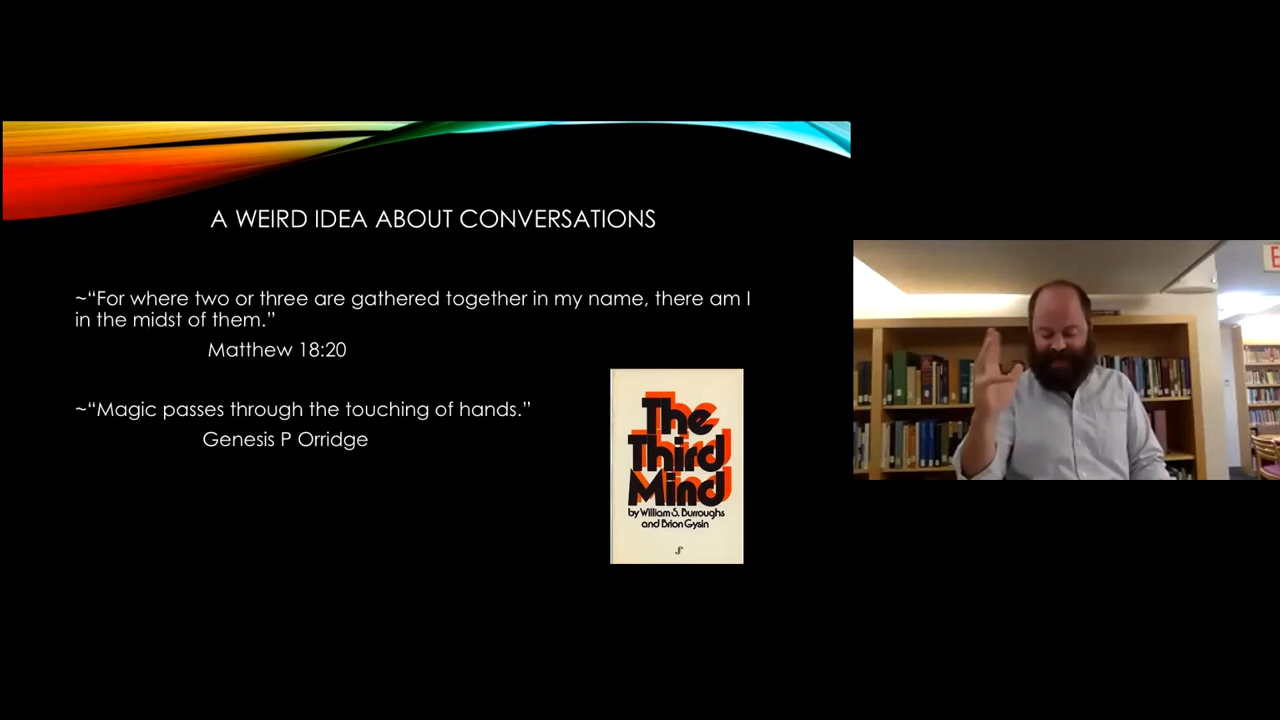 A WEIRD IDEA ABOUT CONVERSATIONS
~“For where two or three are gathered together in my name, there am I
in the midst of them.”
Matthew 18:20
~“Magic passes through the touching of hands.”
Genesis P Orridge
The
Third
Mind
by William S. Burroughs
and Brion Gysin